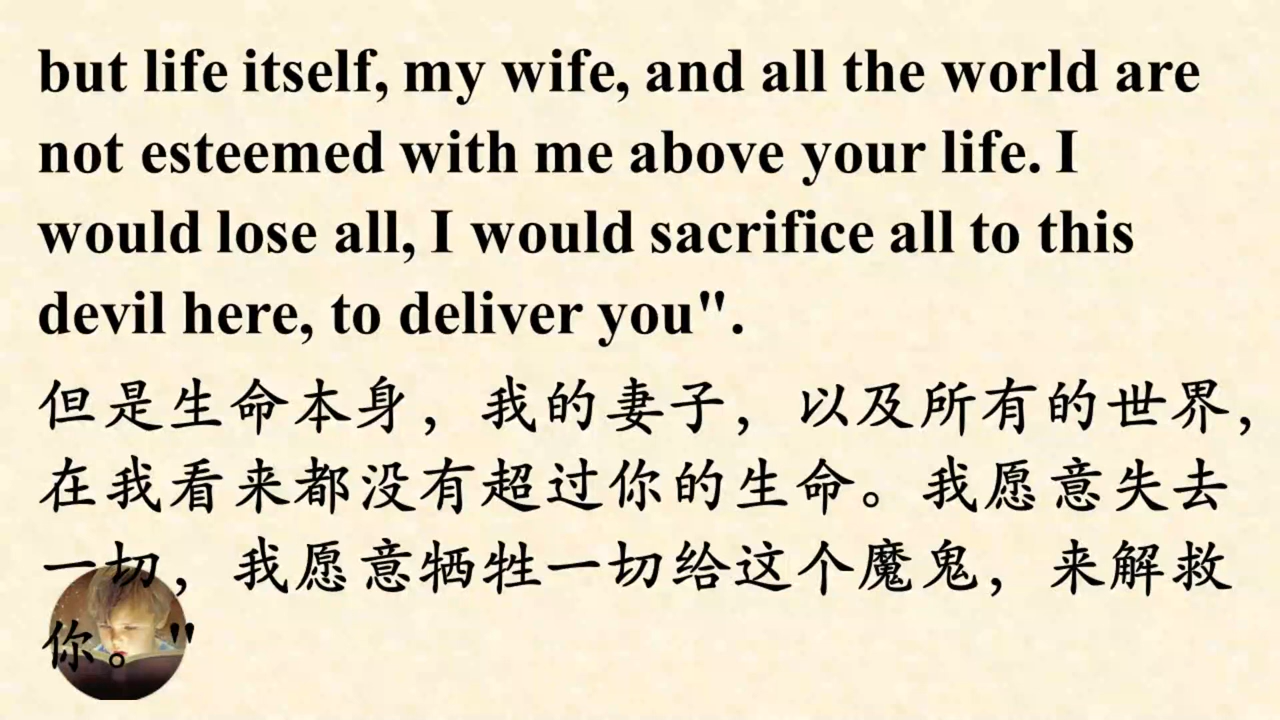 but life itself, my wife, and all the world are
not esteemed with me above your life. I
would lose all, I would sacrifice all to this
devil here, to deliver you".
但是生命本身，我的妻子，以及所有的世界，
在我看来都没有超过你的生命。我愿意失去
一切，我愿意牺牲一切给这个魔鬼，来解救
你。"